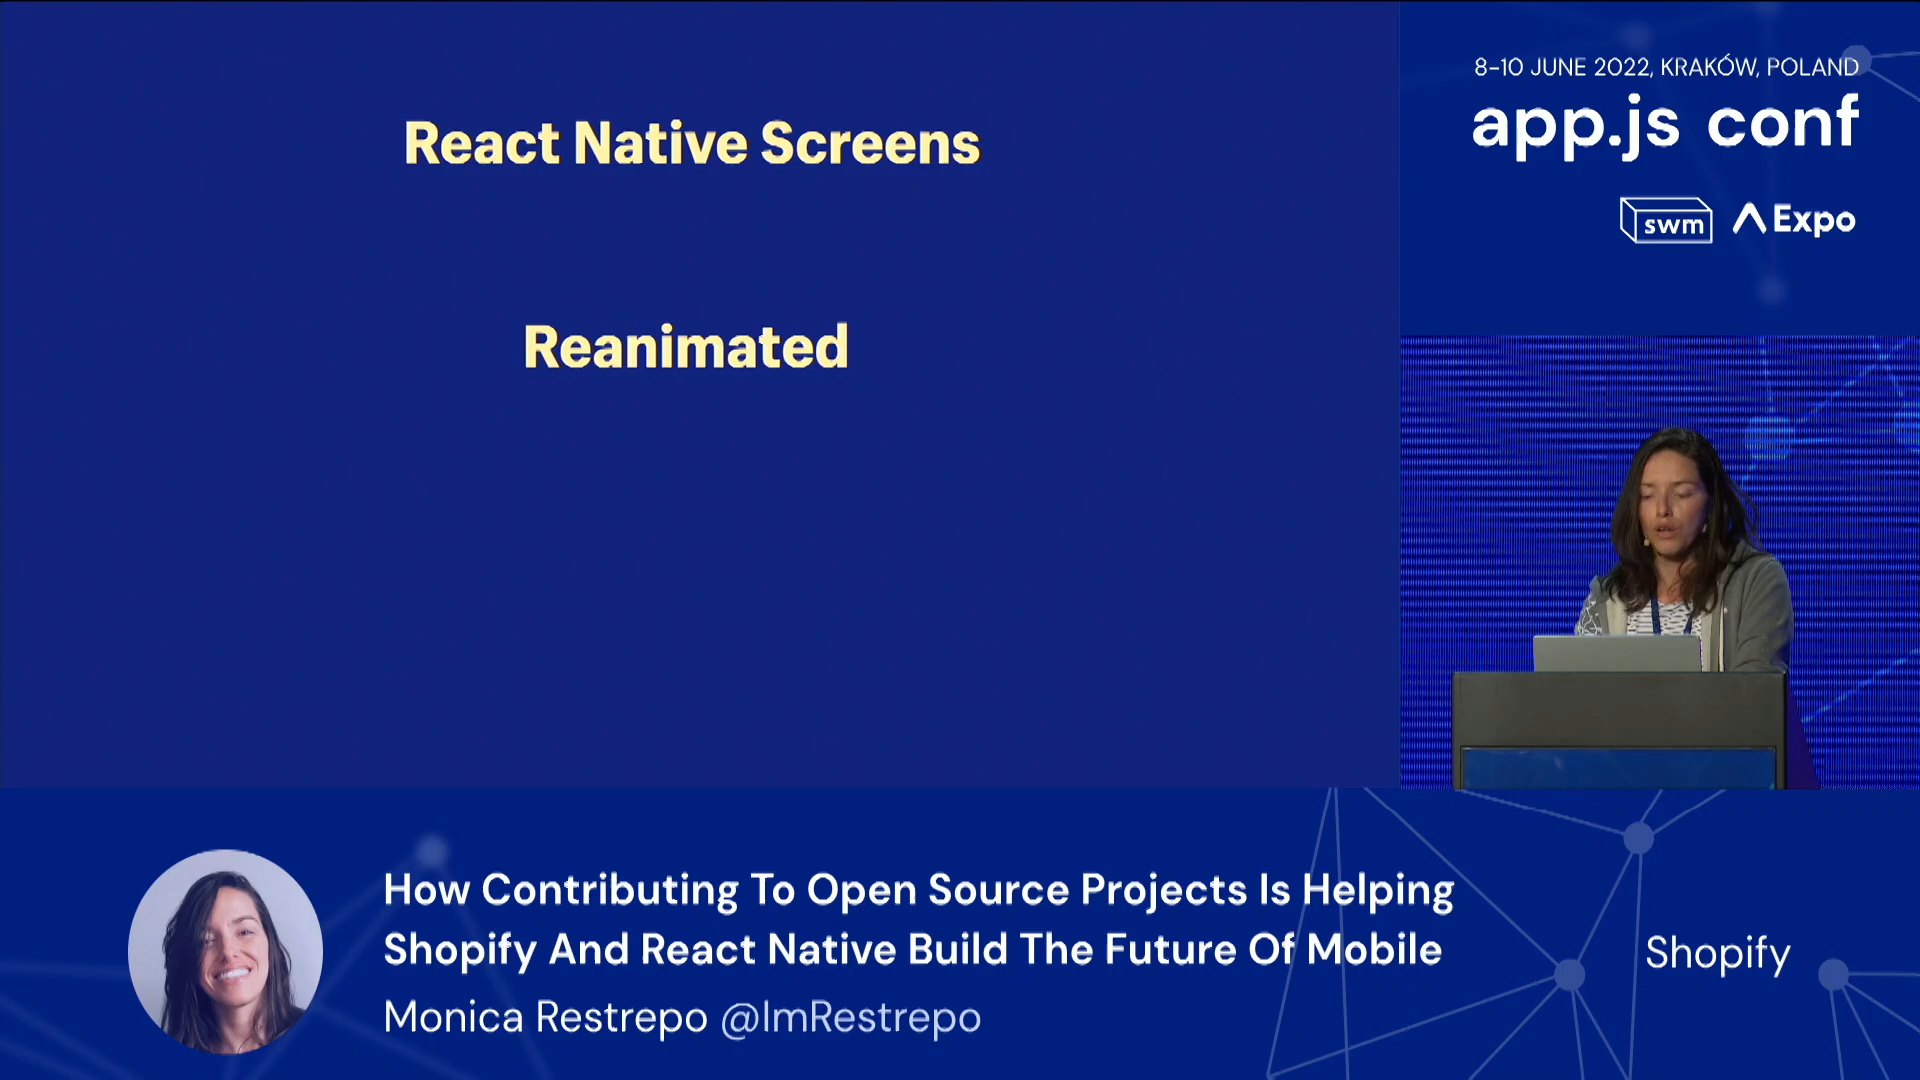 React Native Screens
Reanimated
8–10 JUNE 2022, KRAKÓW, POLAND
app.js conf
swm Expo
How Contributing To Open Source Projects Is Helping
Shopify And React Native Build The Future Of Mobile
Monica Restrepo @lmRestrepo
Shopify